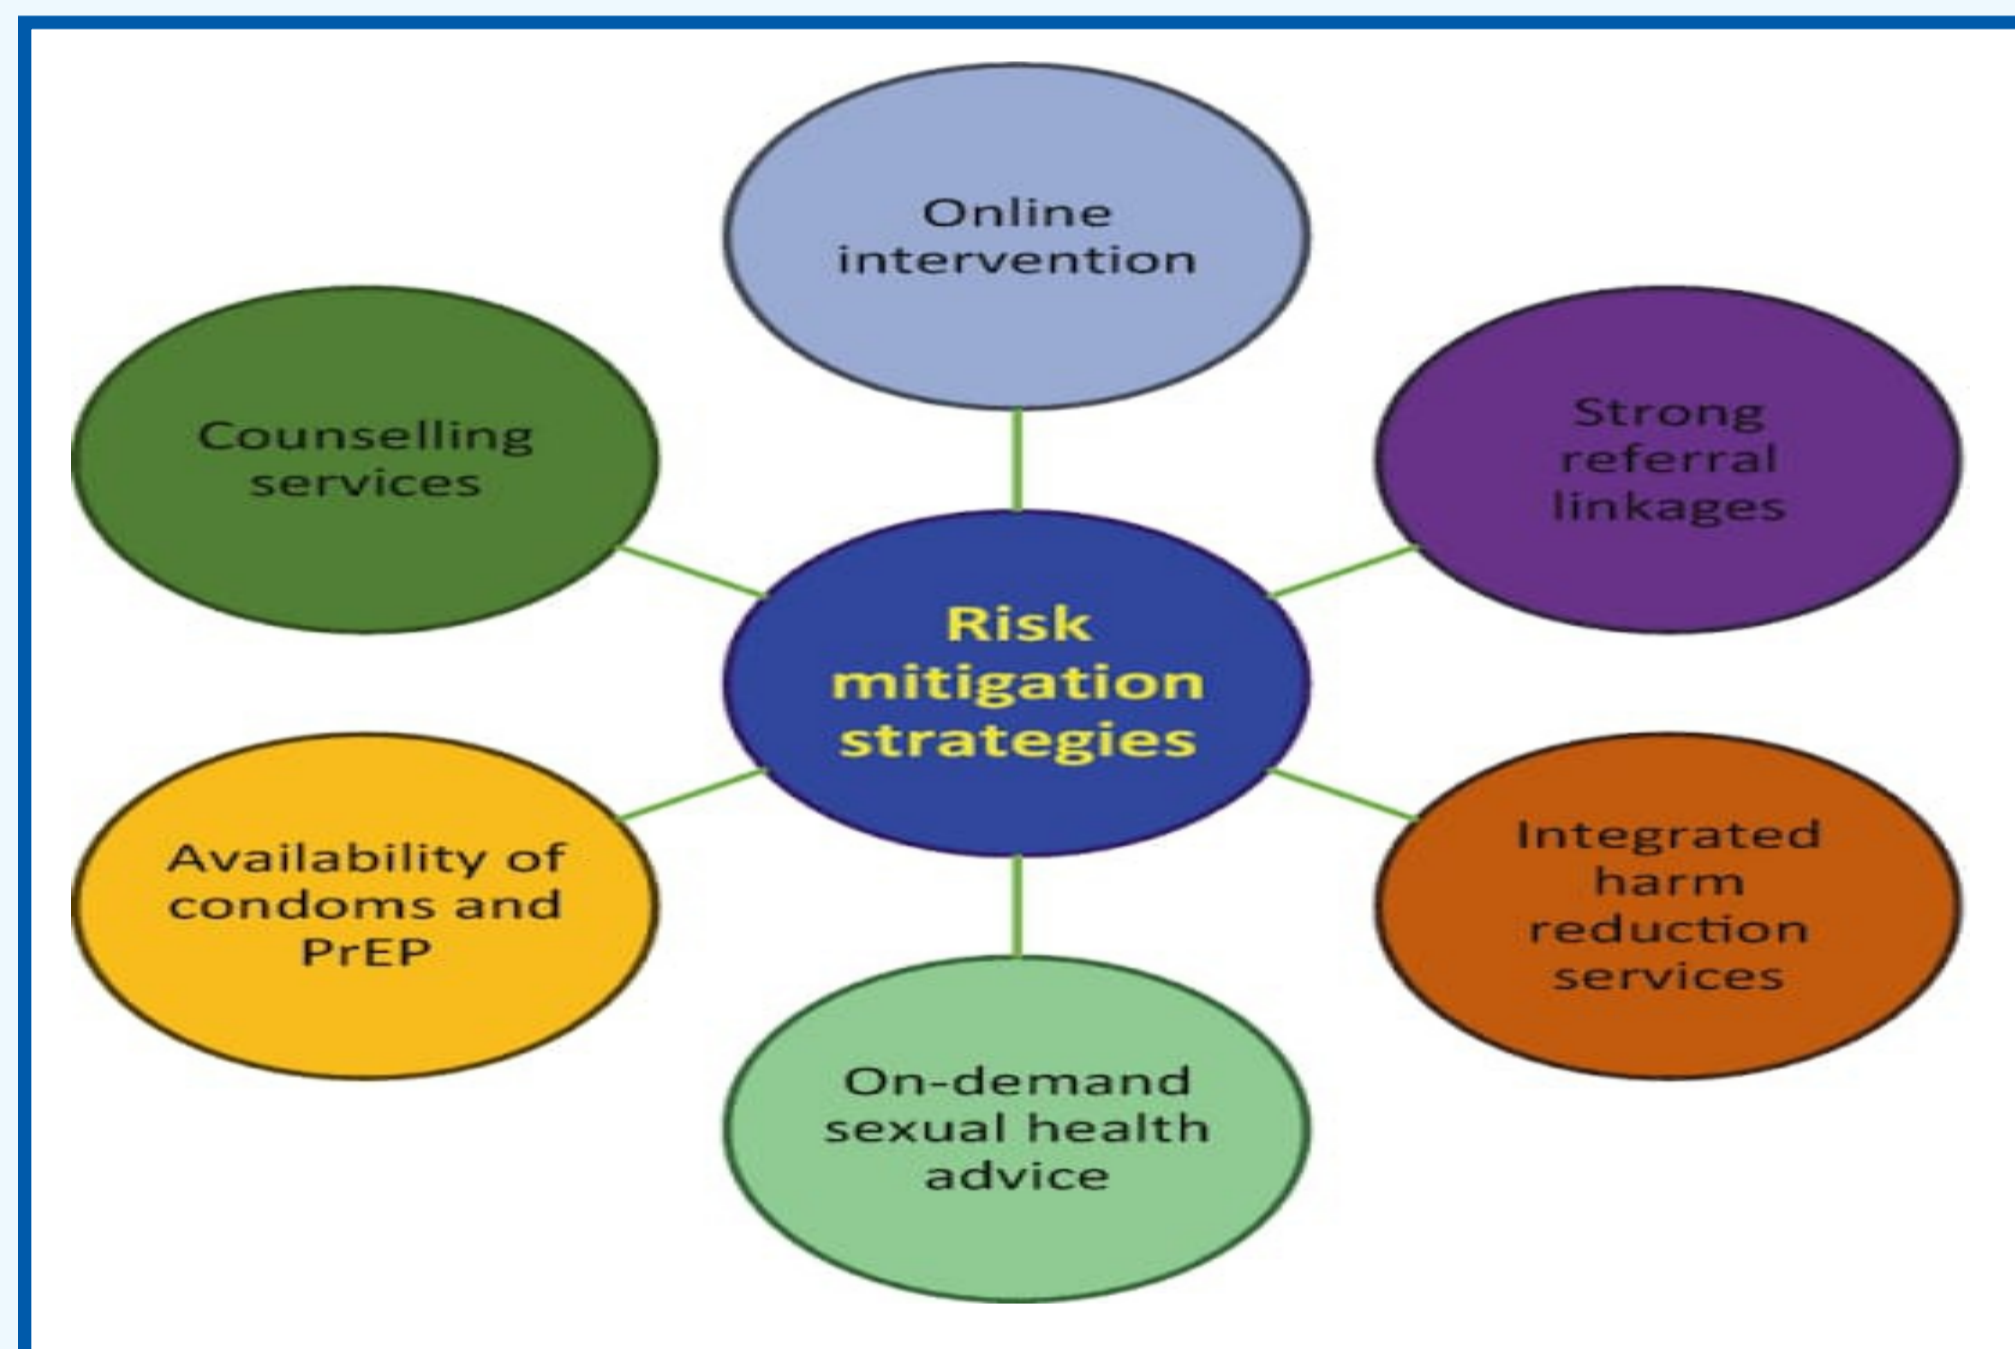 Online
intervention
Strong
referral
linkages
Integrated
harm
reduction
services
On-demand
sexual health
advice
Availability of
condoms and
PrEP
Counselling
services
Risk
mitigation
strategies